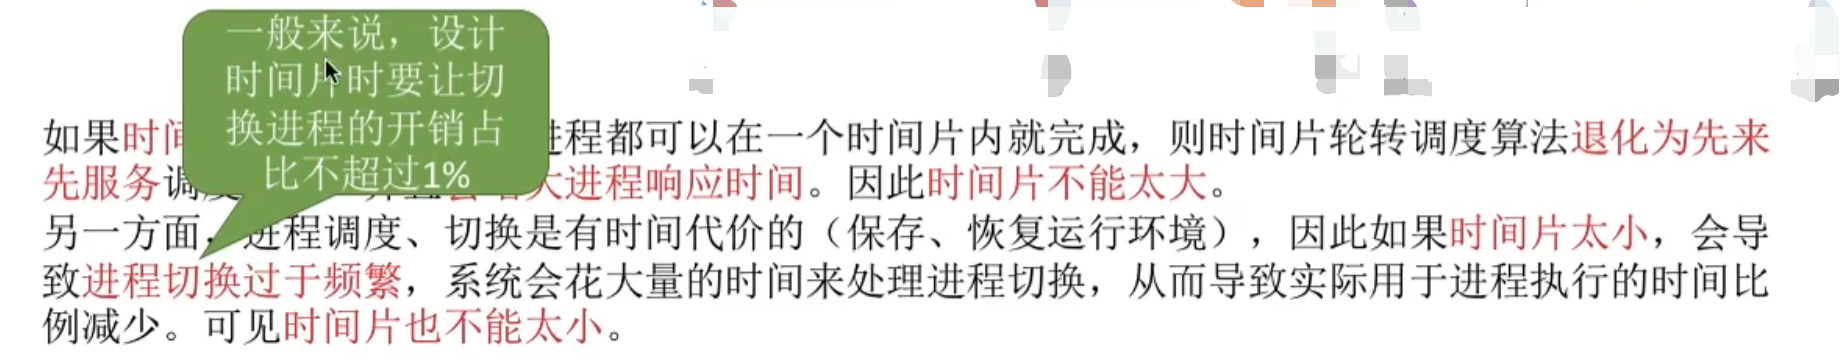 一般来说，设计
时间片时要让切
换进程的开销占
比不超过1%
如果时间进程都可以在一个时间片内就完成，则时间片轮转调度算法退化为先来
先服务调度大进程响应时间。因此时间片不能太大。
另一方面，进程调度、切换是有时间代价的（保存、恢复运行环境），因此如果时间片太小，会导
致进程切换过于频繁，系统会花大量的时间来处理进程切换，从而导致实际用于进程执行的时间比
例减少。可见时间片也不能太小。